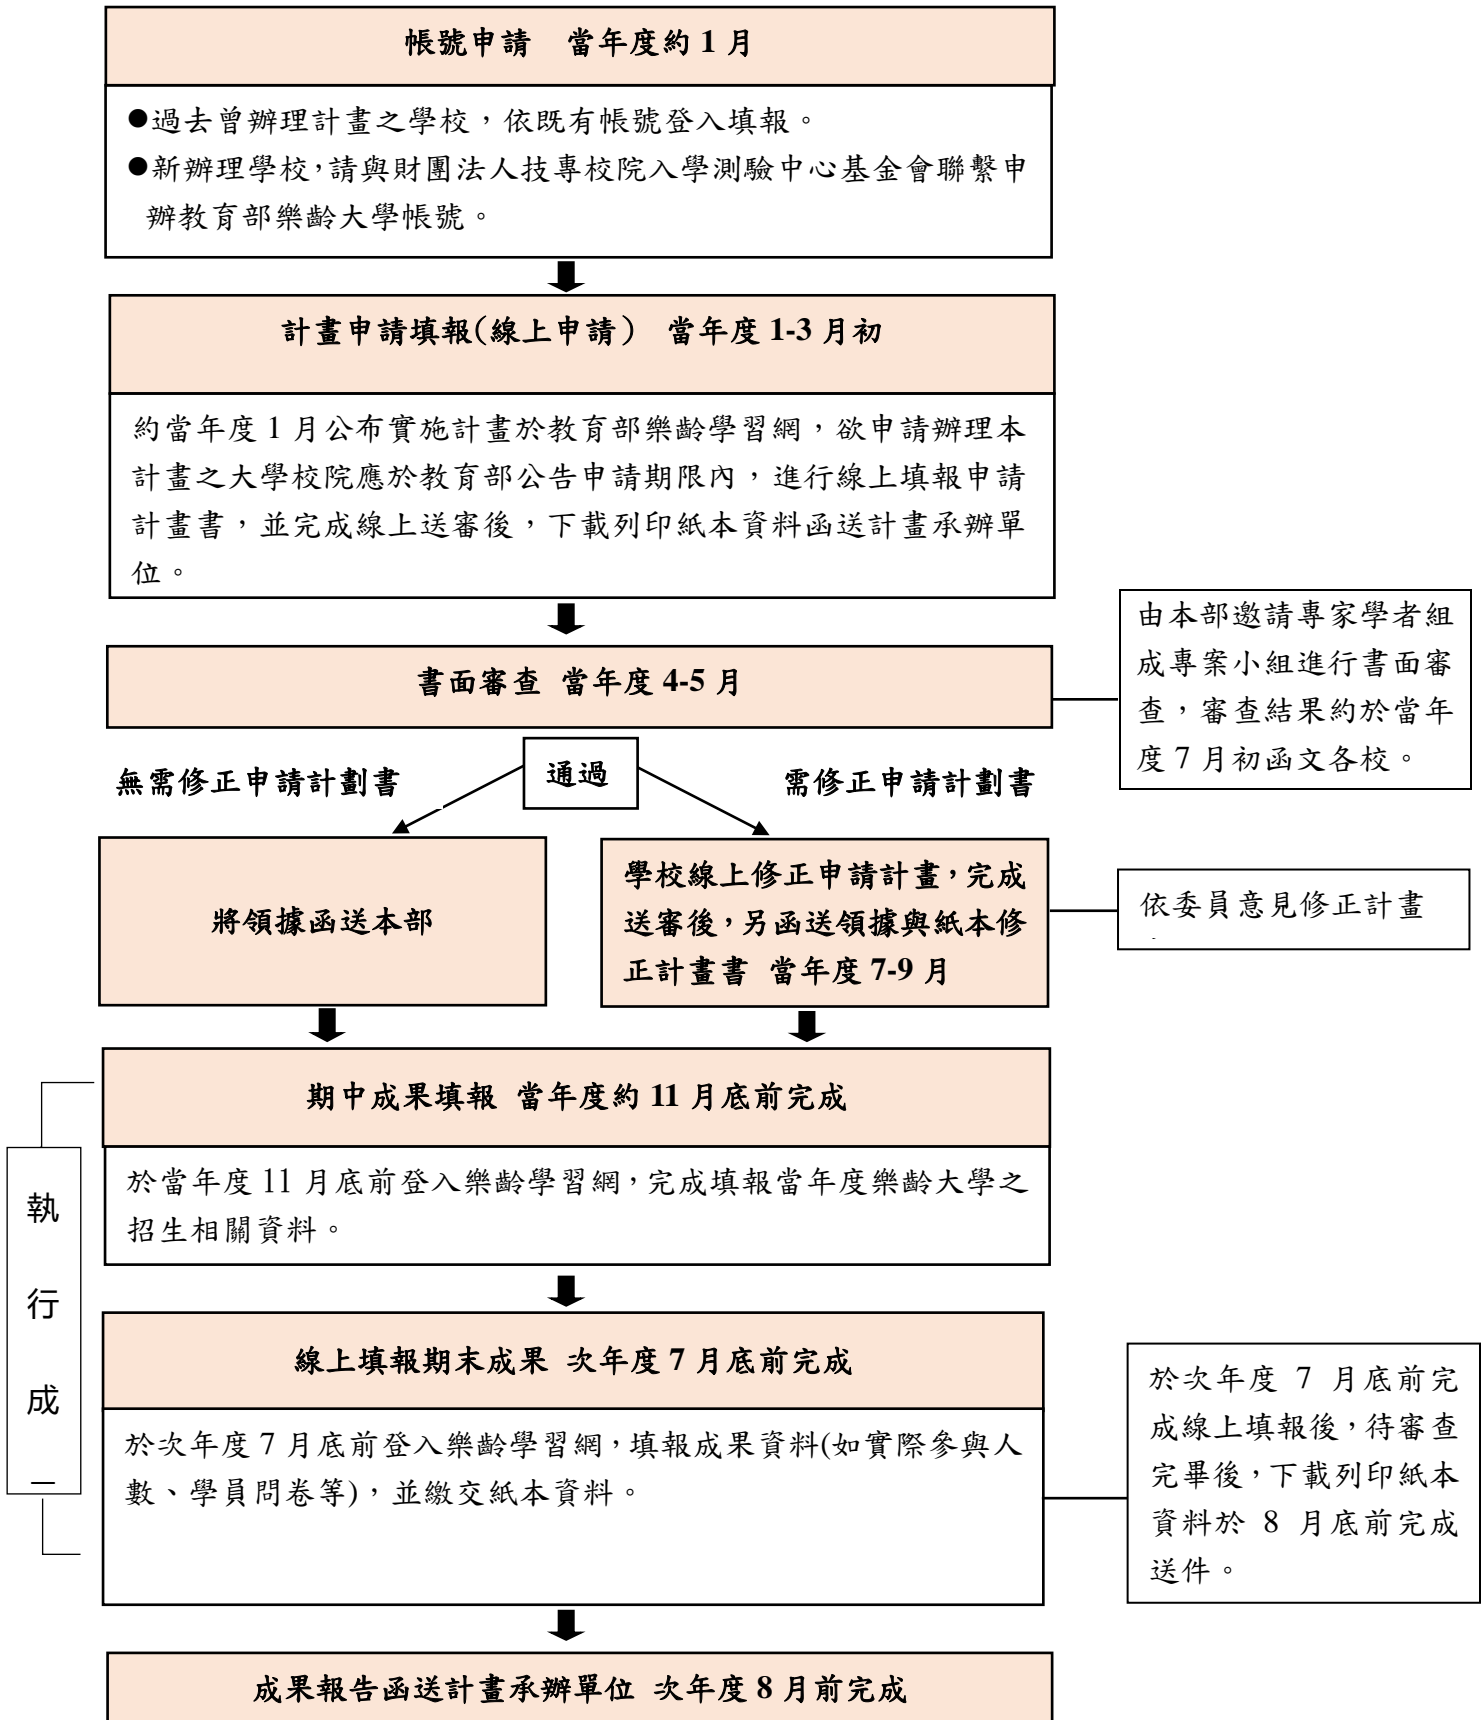 帳號申請　當年度約 1 月
●過去曾辦理計畫之學校，依既有帳號登入填報。
●新辦理學校，請與財團法人技專校院入學測驗中心基金會聯繫申
辦教育部樂齡大學帳號。
計畫申請填報(線上申請)　當年度 1-3 月初
約當年度 1 月公布實施計畫於教育部樂齡學習網，欲申請辦理本
計畫之大學校院應於教育部公告申請期限內，進行線上填報申請
計畫書，並完成線上送審後，下載列印紙本資料函送計畫承辦單
位。
書面審查 當年度 4-5 月
由本部邀請專家學者組
成專案小組進行書面審
查，審查結果約於當年
度 7 月初函文各校。
通過
無需修正申請計劃書
需修正申請計劃書
將領據函送本部
學校線上修正申請計畫，完成
送審後，另函送領據與紙本修
正計畫書 當年度 7-9 月
依委員意見修正計畫
期中成果填報 當年度約 11 月底前完成
於當年度 11 月底前登入樂齡學習網，完成填報當年度樂齡大學之
招生相關資料。
執
行
成
線上填報期末成果 次年度 7 月底前完成
於次年度 7 月底前登入樂齡學習網，填報成果資料(如實際參與人
數、學員問卷等)，並繳交紙本資料。
於次年度 7 月底前完
成線上填報後，待審查
完畢後，下載列印紙本
資料於 8 月底前完成
送件。
成果報告函送計畫承辦單位 次年度 8 月前完成